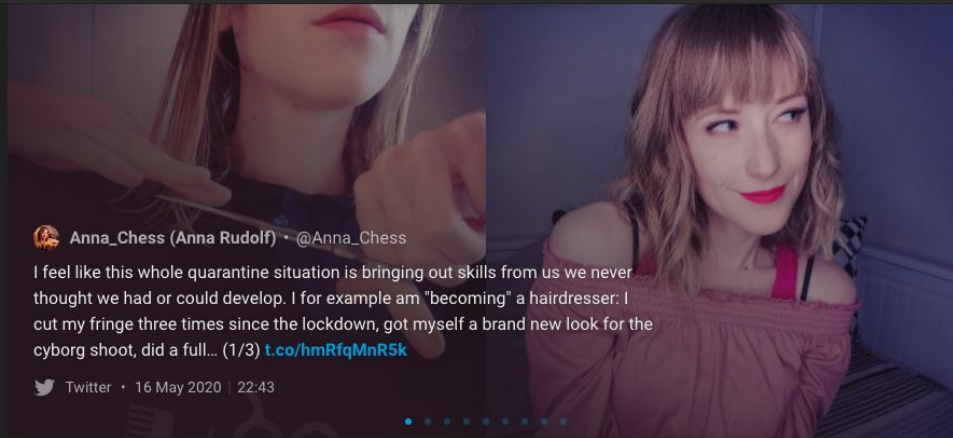 Anna_Chess (Anna Rudolf) • @Anna_Chess
I feel like this whole quarantine situation is bringing out skills from us we never
thought we had or could develop. I for example am "becoming" a hairdresser: I
cut my fringe three times since the lockdown, got myself a brand new look for the
cyborg shoot, did a full... (1/3) t.co/hmRfqMnR5k
Twitter • 16 May 2020 | 22:43